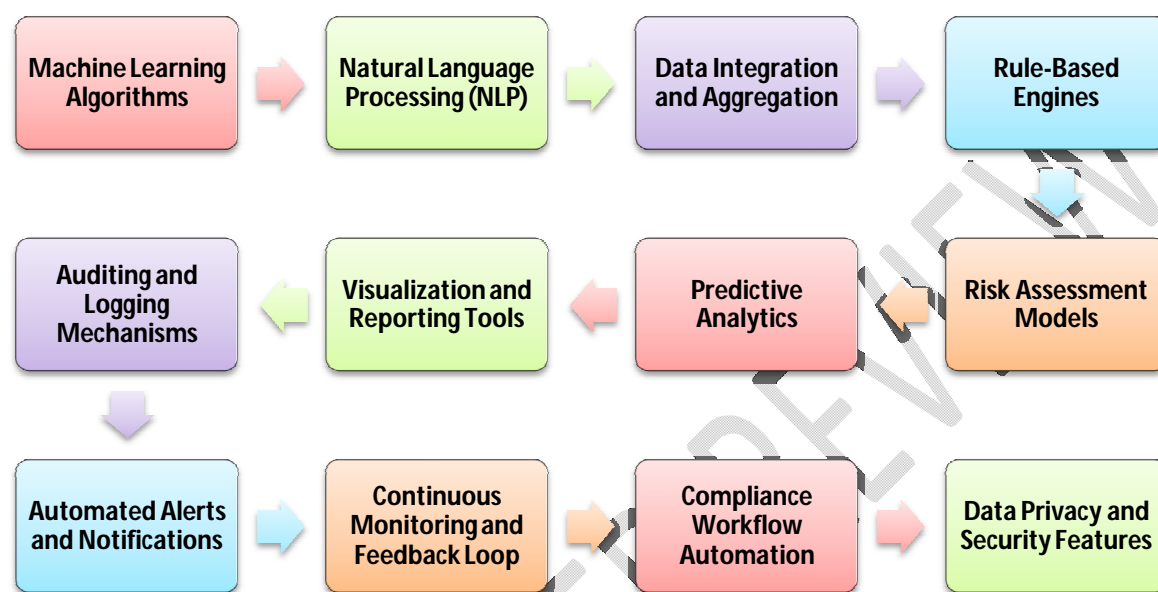 Machine Learning
Algorithms
Natural Language
Processing (NLP)
Data Integration
and Aggregation
Rule-Based
Engines
Auditing and
Logging
Mechanisms
Visualization and
Reporting Tools
Predictive
Analytics
Risk Assessment
Models
Automated Alerts
and Notifications
Continuous
Monitoring and
Feedback Loop
Compliance
Workflow
Automation
Data Privacy and
Security Features